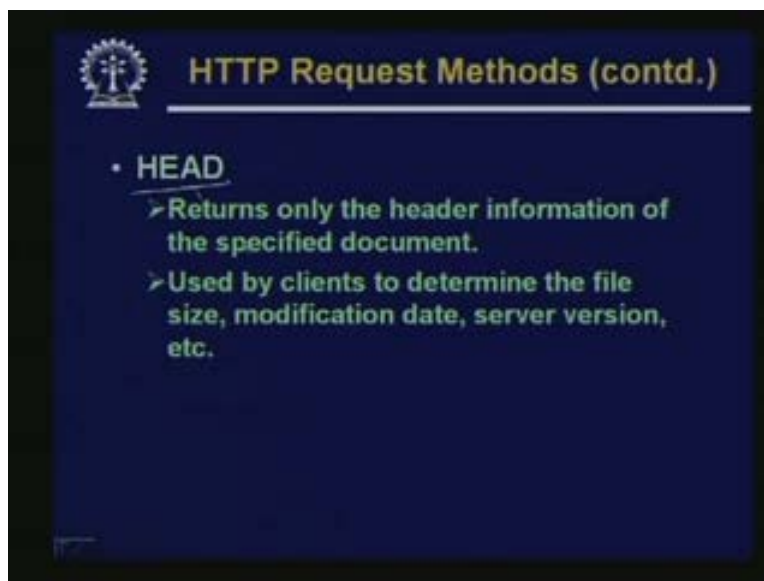 HTTP Request Methods (contd.)
• HEAD
➢Returns only the header information of
the specified document.
➢Used by clients to determine the file
size, modification date, server version,
etc.